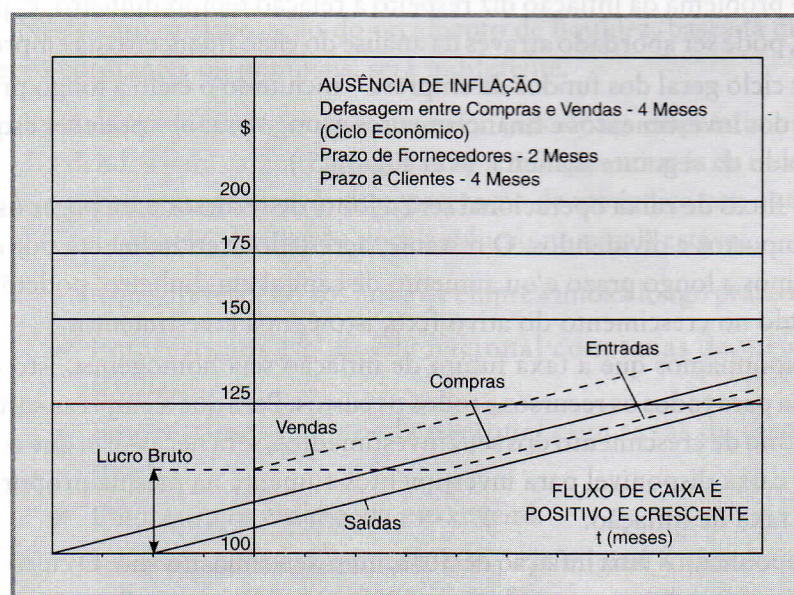 AUSÊNCIA DE INFLAÇÃO
Defasagem entre Compras e Vendas - 4 Meses
(Ciclo Econômico)
Prazo de Fornecedores - 2 Meses
Prazo a Clientes - 4 Meses
$
200
175
150
125
100
Entradas
Compras
Vendas
Lucro Bruto
Saídas
FLUXO DE CAIXA É
POSITIVO E CRESCENTE
t (meses)